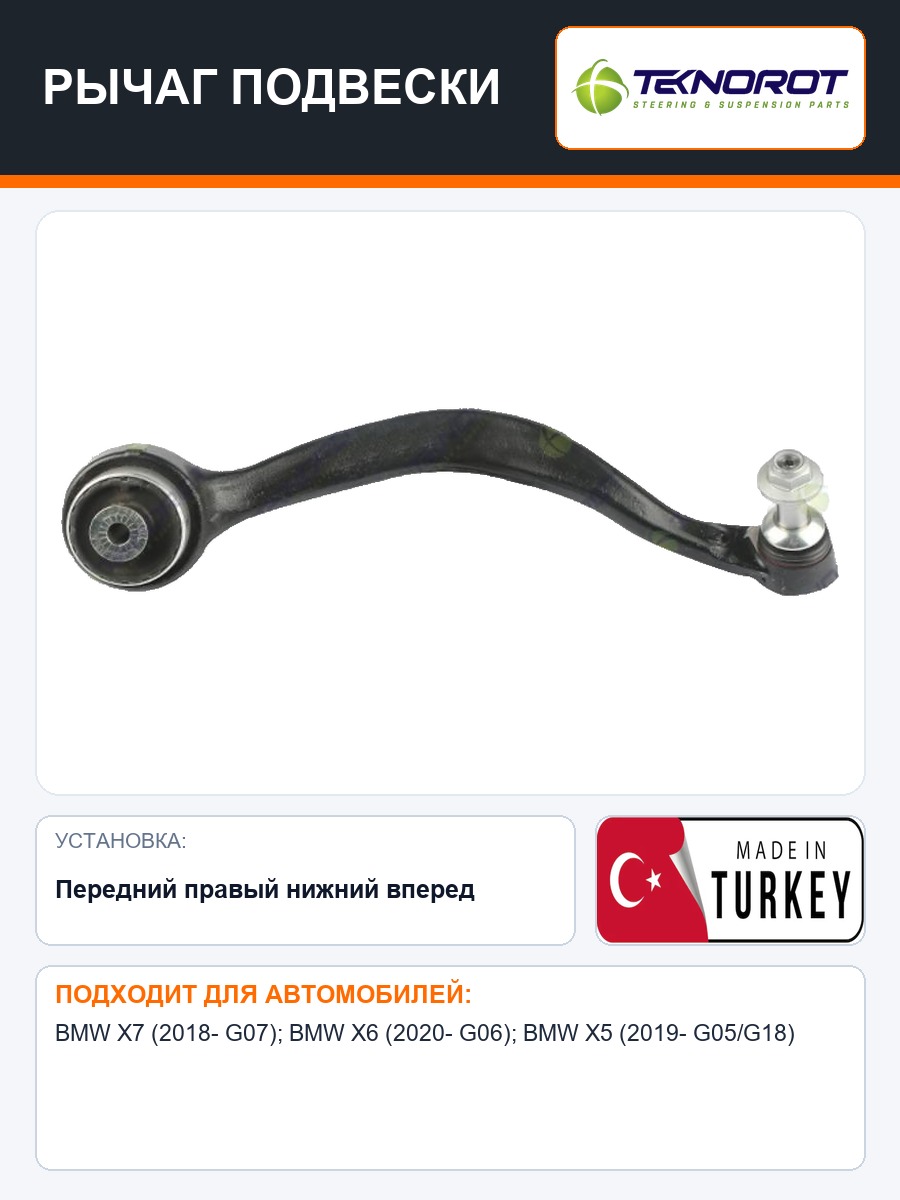 РЫЧАГ ПОДВЕСКИ
TEKNOROT
STEERING & SUSPENSION PARTS
УСТАНОВКА:
Передний правый нижний вперед
MADE IN
TURKEY
ПОДХОДИТ ДЛЯ АВТОМОБИЛЕЙ:
BMW X7 (2018- G07); BMW X6 (2020- G06); BMW X5 (2019- G05/G18)